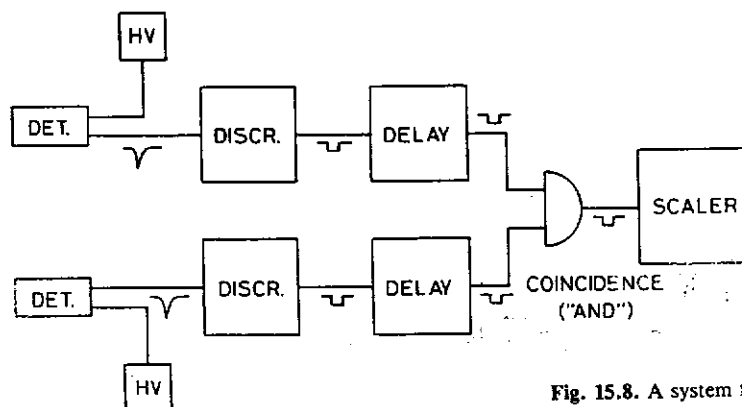 HV
DET.
DISCR.
DELAY
SCALER
DET.
DISCR.
DELAY
COINCIDENCE
("AND")
HV
Fig. 15.8. A system